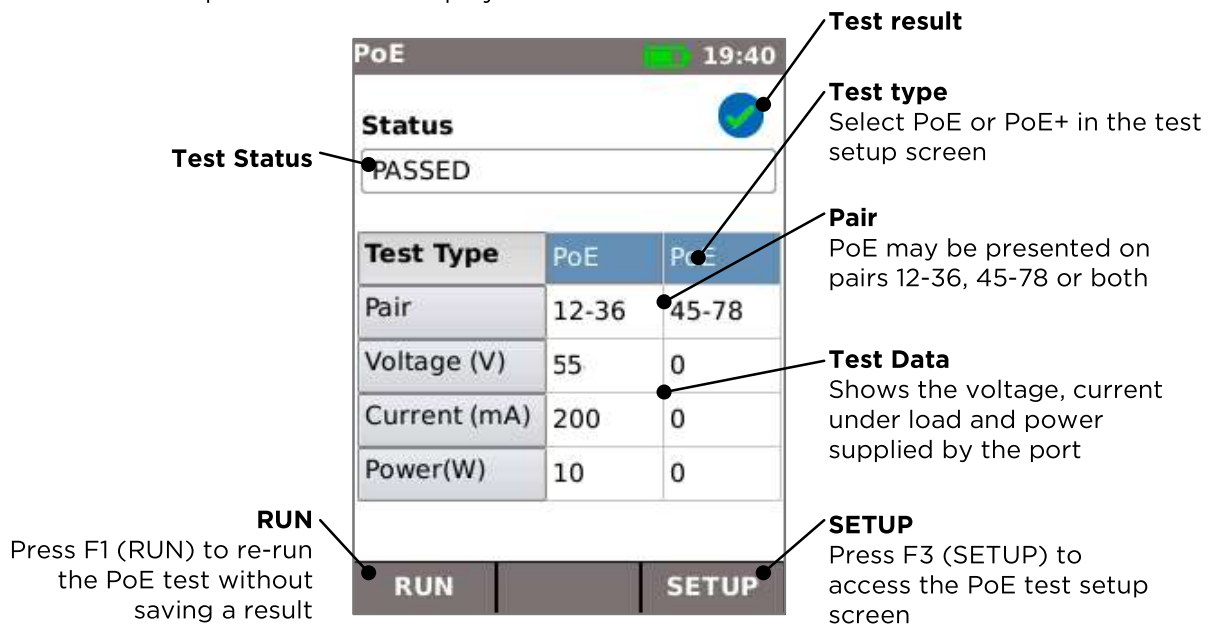 Test result
PoE 19:40
Test type
Select PoE or PoE+ in the test
setup screen
Status
Test Status
PASSED
Pair
PoE may be presented on
pairs 12-36, 45-78 or both
Test Type PoE PoE
Pair 12-36 45-78
Voltage (V) 55 0
Current (mA) 200 0
Power(W) 10 0
Test Data
Shows the voltage, current
under load and power
supplied by the port
RUN
Press F1 (RUN) to re-run
the PoE test without
saving a result
SETUP
Press F3 (SETUP) to
access the PoE test setup
screen
RUN SETUP